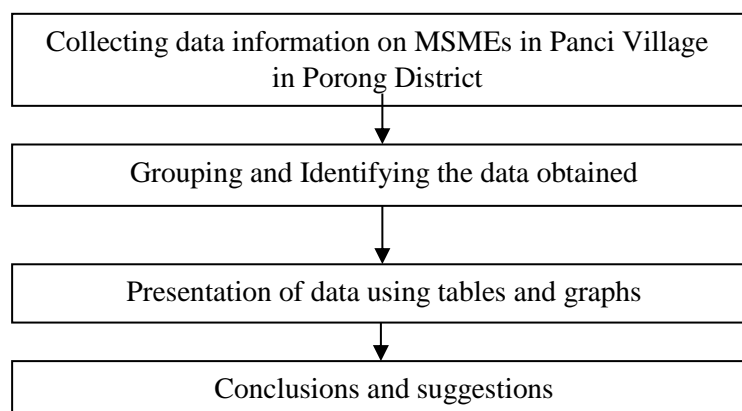 Collecting data information on MSMEs in Panci Village
in Porong District
Grouping and Identifying the data obtained
Presentation of data using tables and graphs
Conclusions and suggestions